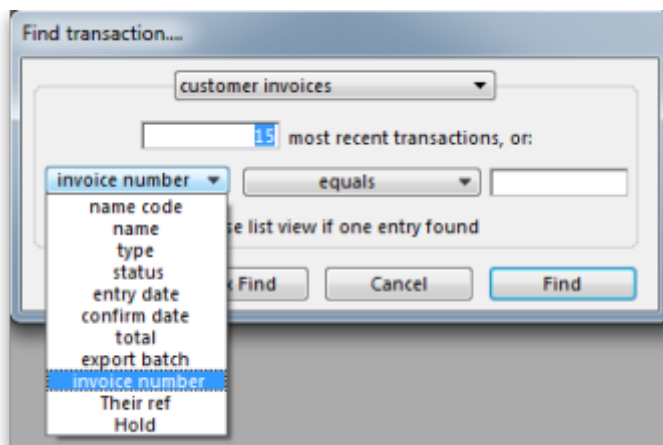 Find transaction....
customer invoices
15 most recent transactions, or:
invoice number equals
name code
name
se list view if one entry found
type
status
entry date
Find Cancel Find
confirm date
total
export batch
invoice number
Their ref
Hold